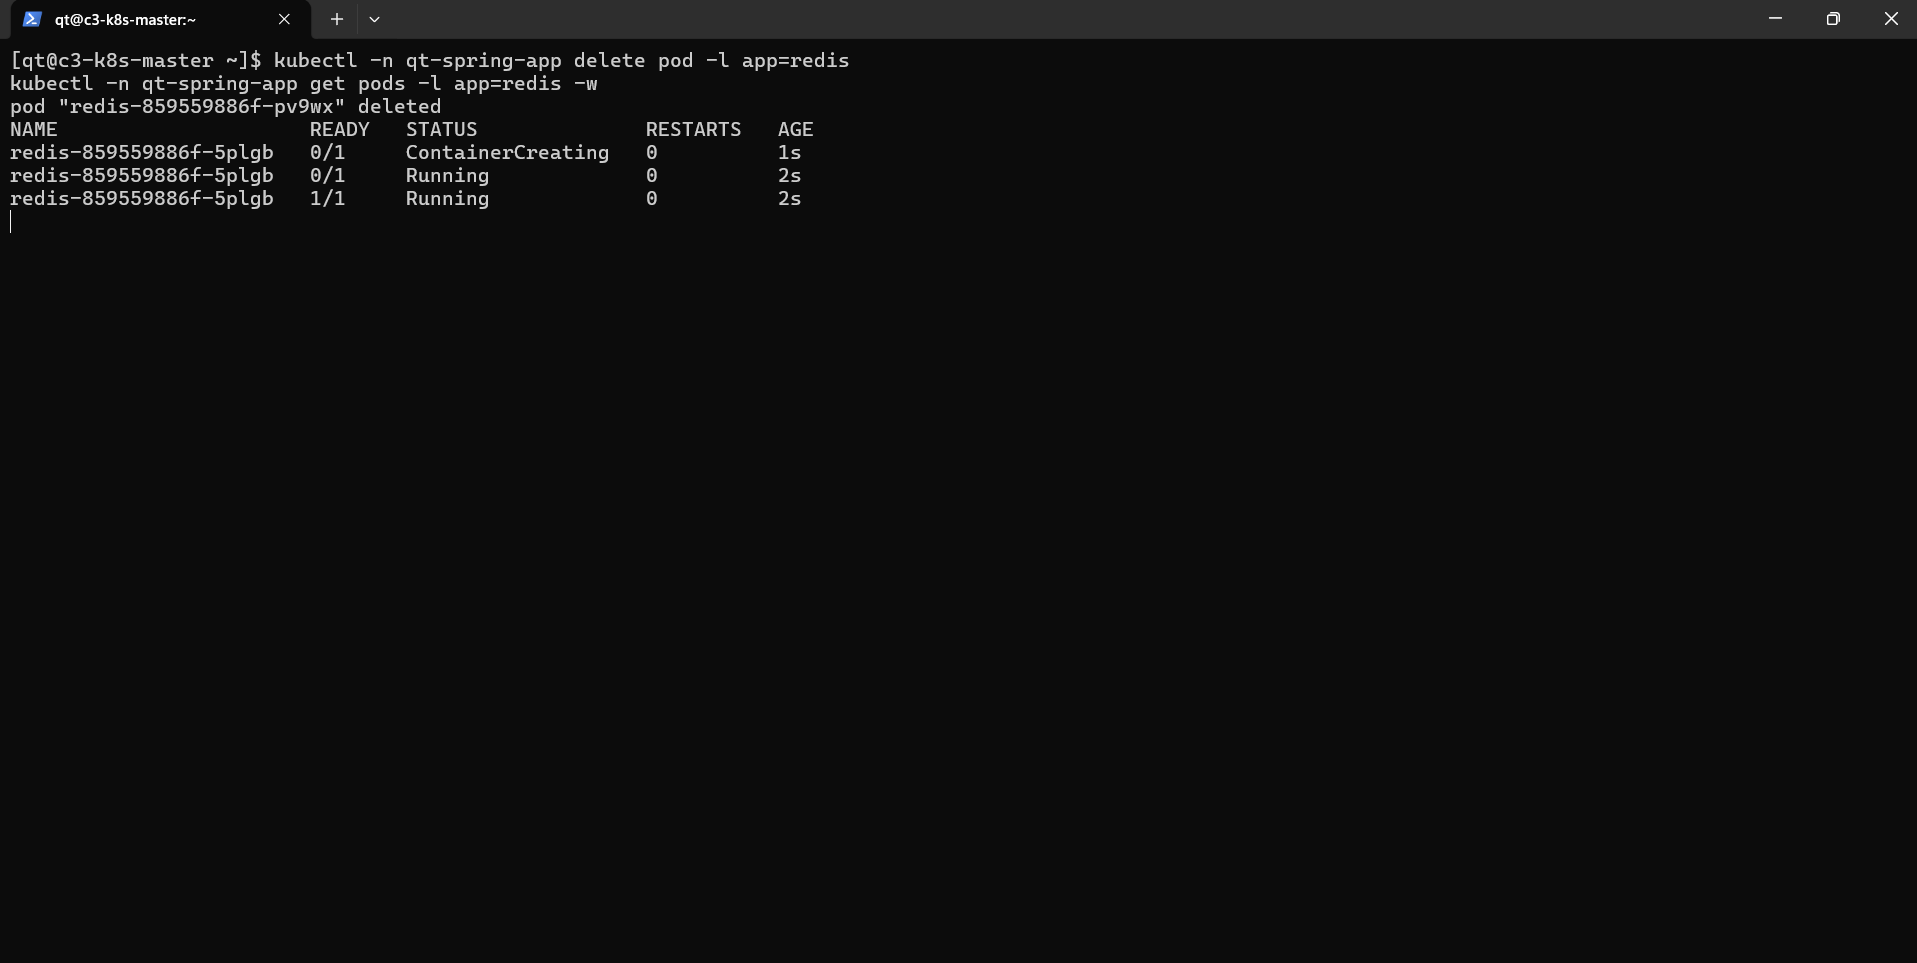 qt@c3-k8s-master:~
[qt@c3-k8s-master ~]$ kubectl -n qt-spring-app delete pod -l app=redis
kubectl -n qt-spring-app get pods -l app=redis -w
pod "redis-859559886f-pv9wx" deleted
NAME                     READY   STATUS              RESTARTS   AGE
redis-859559886f-5plgb   0/1     ContainerCreating   0          1s
redis-859559886f-5plgb   0/1     Running             0          2s
redis-859559886f-5plgb   1/1     Running             0          2s